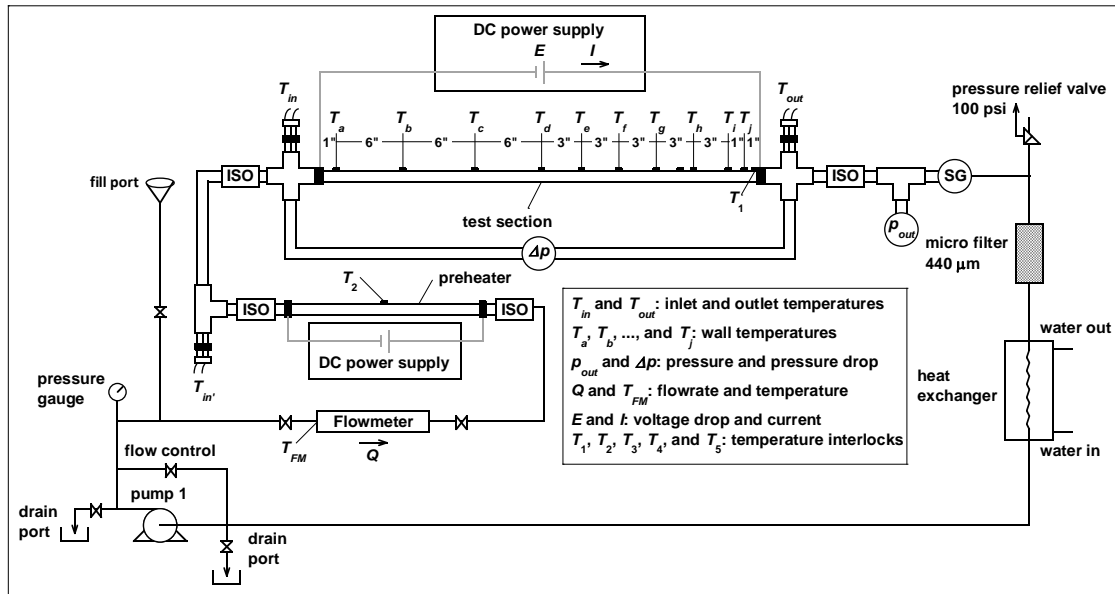 DC power supply
E I
T_in T_out
pressure relief valve
100 psi
T_a T_b T_c T_d T_e T_f T_g T_h T_i T_j
1" 6" 6" 6" 3" 3" 3" 3" 1" 1"
ISO ISO SG
fill port
T_1
test section
p_out
Δp
micro filter
440 μm
T_2 preheater
ISO ISO
DC power supply
T_in'
T_in and T_out: inlet and outlet temperatures
T_a, T_b, ..., and T_j: wall temperatures
p_out and Δp: pressure and pressure drop
Q and T_FM: flowrate and temperature
E and I: voltage drop and current
T_1, T_2, T_3, T_4, and T_5: temperature interlocks
water out
heat
exchanger
water in
pressure
gauge
Flowmeter
T_FM Q
flow control
pump 1
drain
port
drain
port